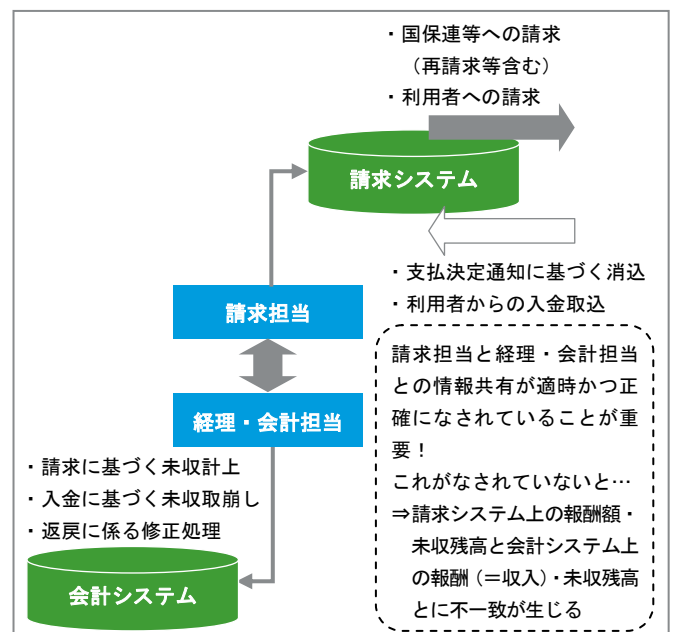 ・国保連等への請求
（再請求等含む）
・利用者への請求
請求システム
・支払決定通知に基づく消込
・利用者からの入金取込
請求担当
経理・会計担当
請求担当と経理・会計担当
との情報共有が適時かつ正
確になされていることが重
要！
これがなされていないと…
⇒請求システム上の報酬額・
未収残高と会計システム上
の報酬（＝収入）・未収残高
とに不一致が生じる
・請求に基づく未収計上
・入金に基づく未収取崩し
・返戻に係る修正処理
会計システム